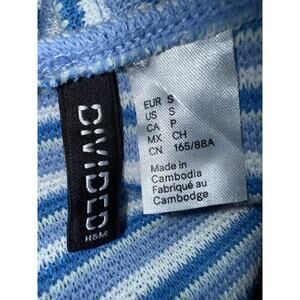 DIVIDED
H&M
EUR S
US S
CA P
MX CH
CN 165/88A
Made in
Cambodia
Fabriqué au
Cambodge